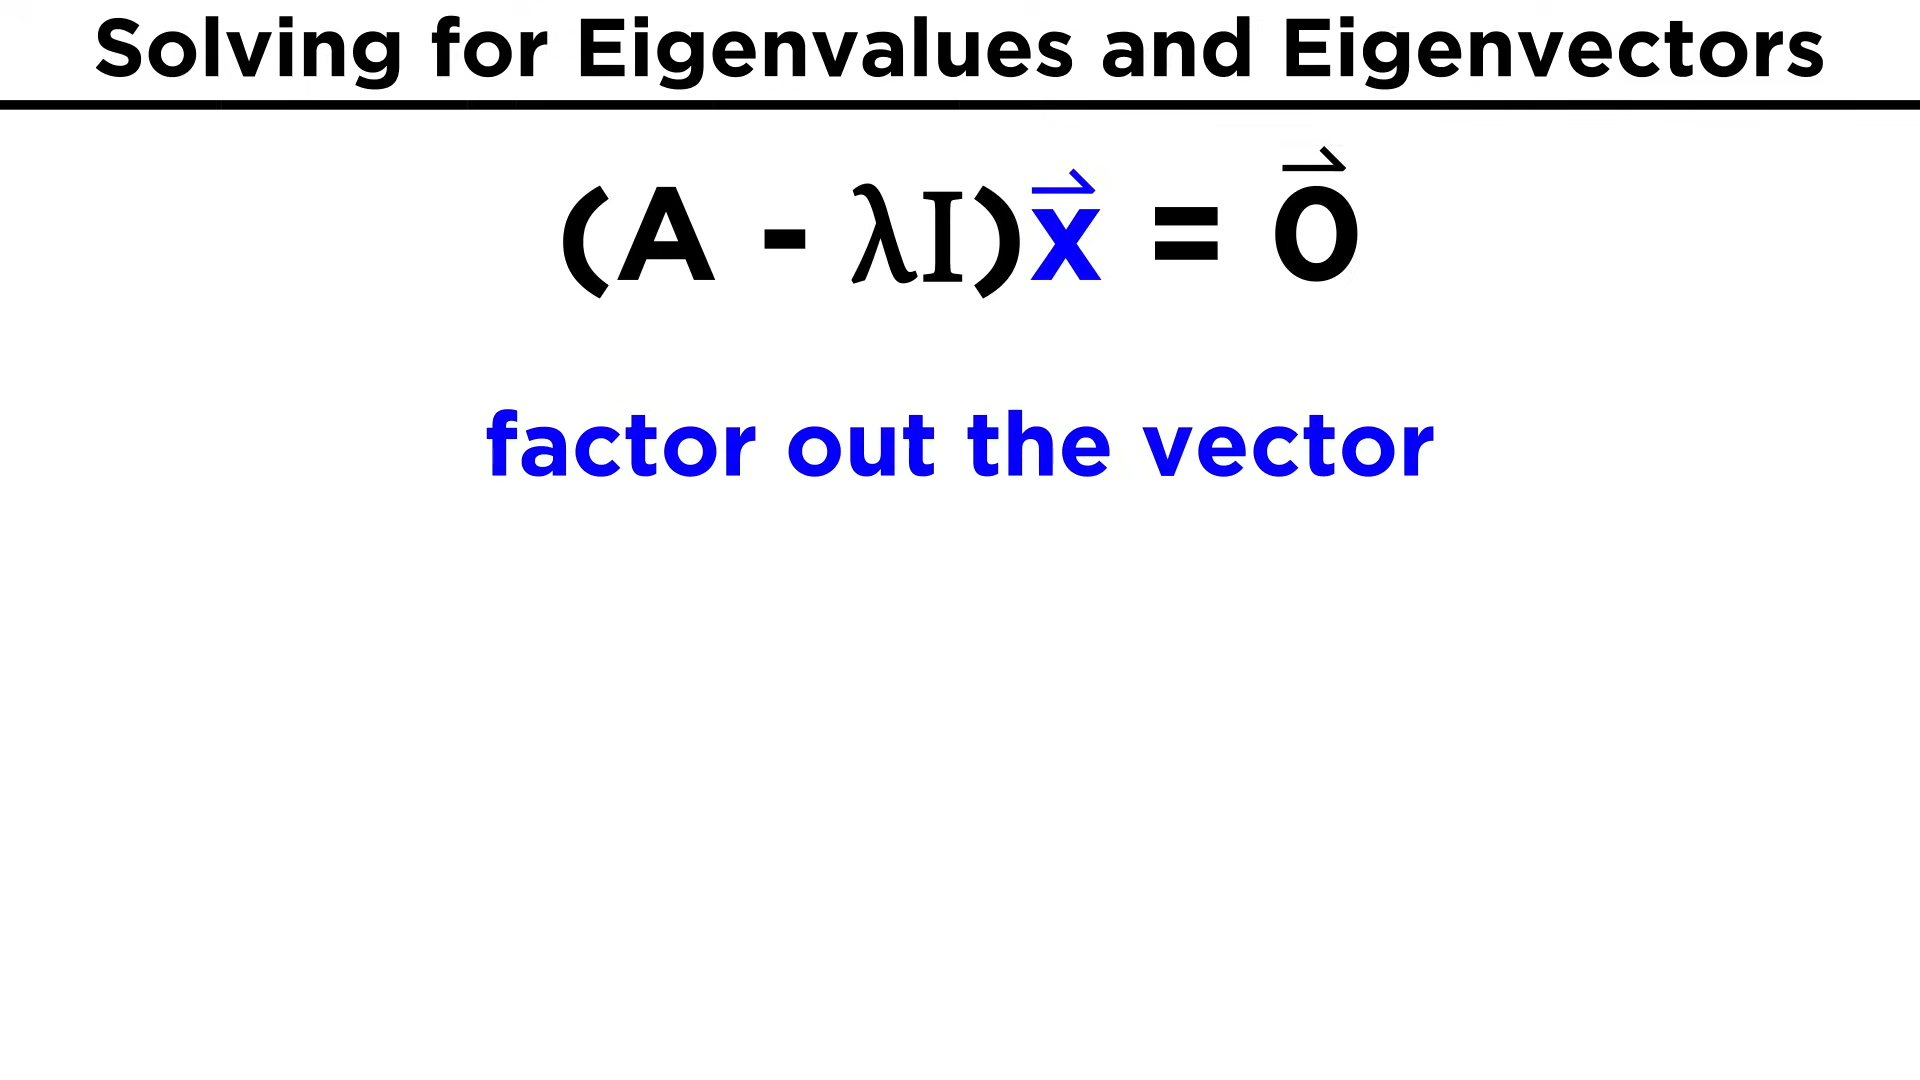 Solving for Eigenvalues and Eigenvectors
(A - λI)x⃗ = 0⃗
factor out the vector